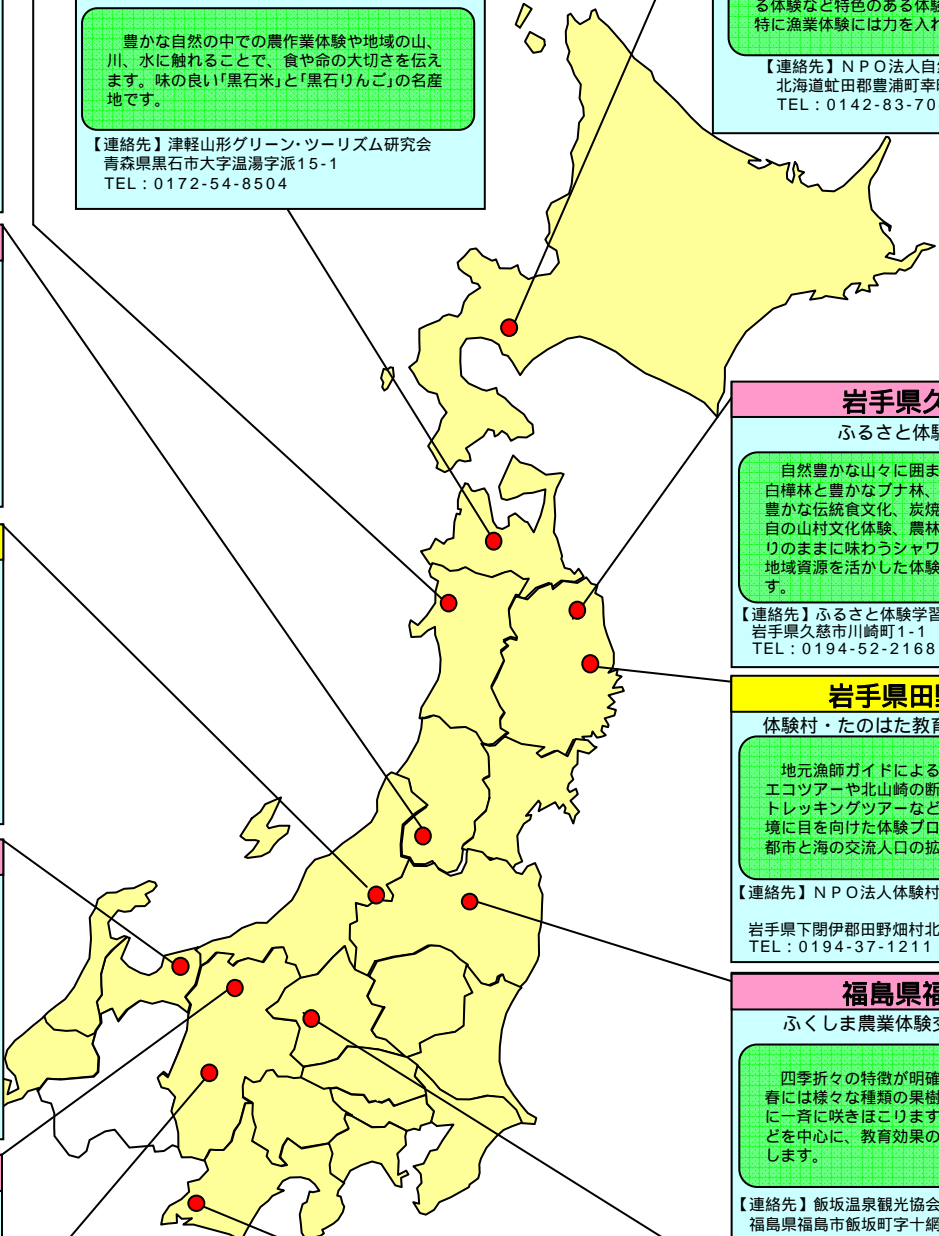 豊かな自然の中での農作業体験や地域の山、
川、水に触れることで、食や命の大切さを伝え
ます。味の良い「黒石米」と「黒石りんご」の名産
地です。
【連絡先】津軽山形グリーン・ツーリズム研究会
青森県黒石市大字温湯字派15-1
TEL：0172-54-8504
る体験など特色のある体験
特に漁業体験には力を入れ
【連絡先】ＮＰＯ法人自然
北海道虻田郡豊浦町幸町
TEL：0142-83-70
岩手県久
ふるさと体験
自然豊かな山々に囲ま
白樺林と豊かなブナ林、
豊かな伝統食文化、炭焼
自の山村文化体験、農林
りのままに味わうシャワ
地域資源を活かした体験
す。
【連絡先】ふるさと体験学習
岩手県久慈市川崎町1-1
TEL：0194-52-2168
岩手県田野
体験村・たのはた教育
地元漁師ガイドによる
エコツアーや北山崎の断
トレッキングツアーなど
境に目を向けた体験プロ
都市と海の交流人口の拡
【連絡先】ＮＰＯ法人体験村
岩手県下閉伊郡田野畑村北
TEL：0194-37-1211
福島県福
ふくしま農業体験交
四季折々の特徴が明確
春には様々な種類の果樹
に一斉に咲きほこります
どを中心に、教育効果の
します。
【連絡先】飯坂温泉観光協会
福島県福島市飯坂町字十網